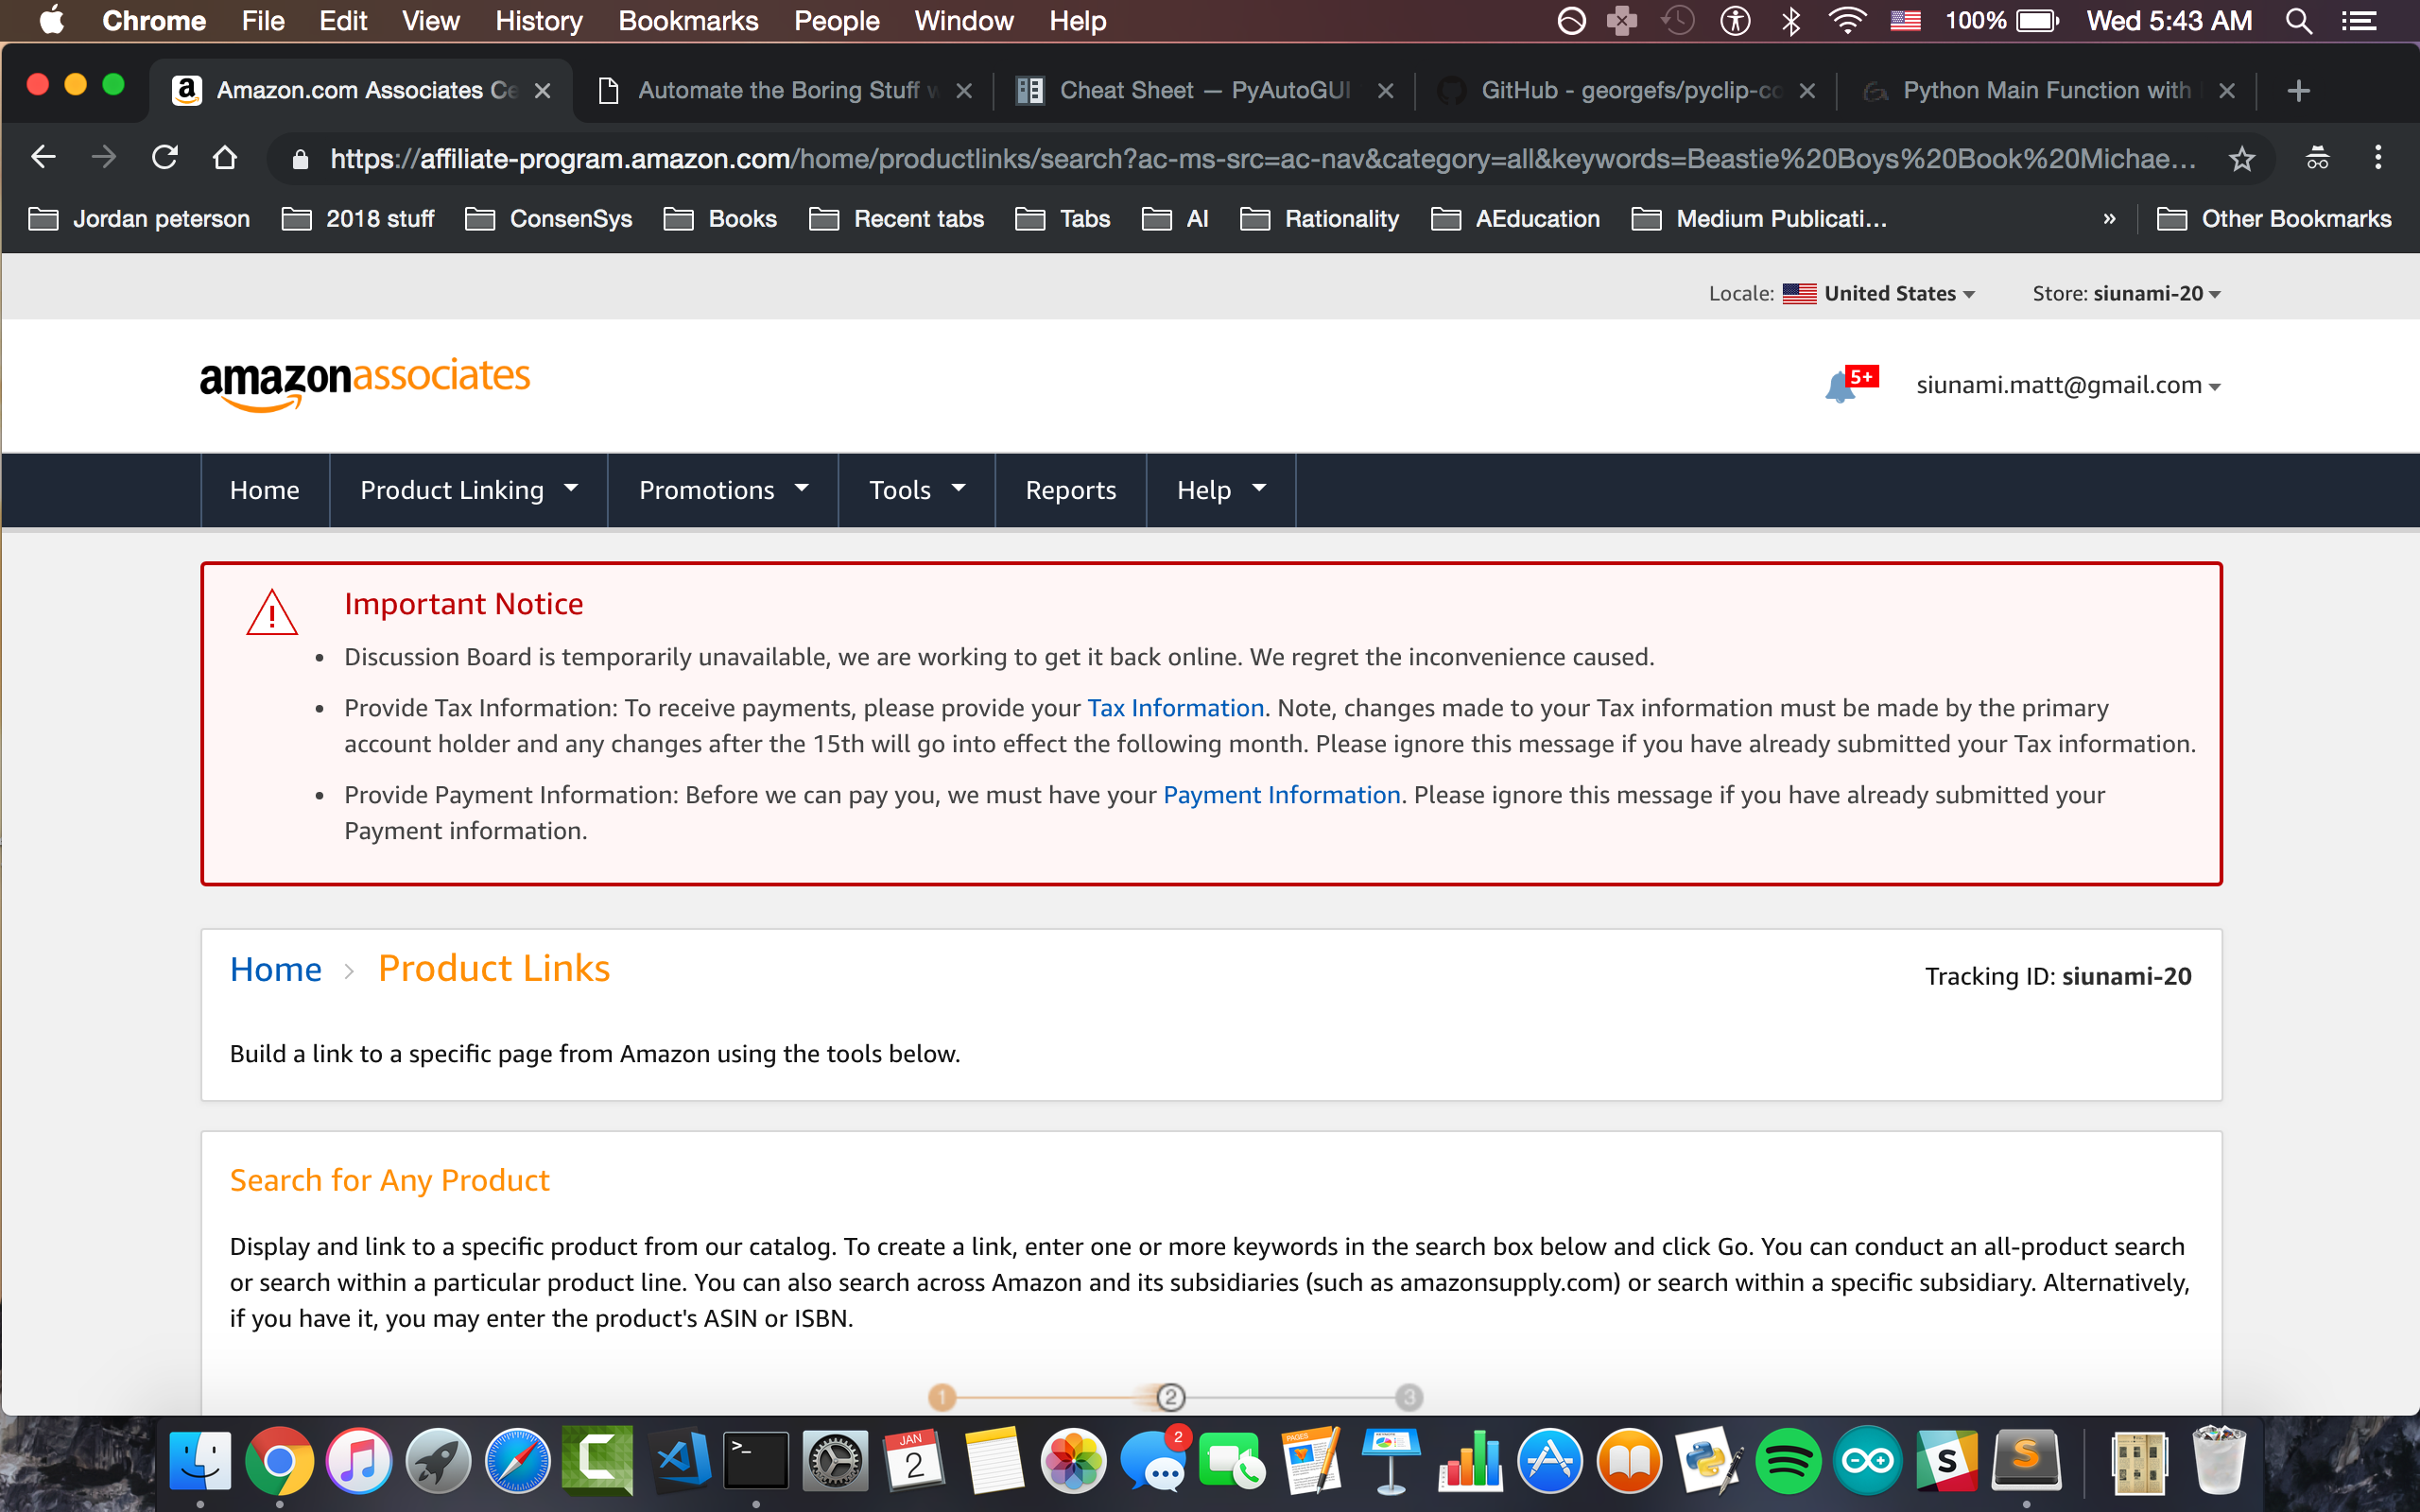 Chrome File Edit View History Bookmarks People Window Help 100% Wed 5:43 AM
Amazon.com Associates Ce Automate the Boring Stuff w Cheat Sheet — PyAutoGUI GitHub - georgefs/pyclip-co Python Main Function with
https://affiliate-program.amazon.com/home/productlinks/search?ac-ms-src=ac-nav&category=all&keywords=Beastie%20Boys%20Book%20Michae...
Jordan peterson 2018 stuff ConsenSys Books Recent tabs Tabs AI Rationality AEducation Medium Publicati... » Other Bookmarks
Locale: United States Store: siunami-20
amazonassociates
5+ siunami.matt@gmail.com
Home Product Linking Promotions Tools Reports Help
Important Notice
• Discussion Board is temporarily unavailable, we are working to get it back online. We regret the inconvenience caused.
• Provide Tax Information: To receive payments, please provide your Tax Information. Note, changes made to your Tax information must be made by the primary
account holder and any changes after the 15th will go into effect the following month. Please ignore this message if you have already submitted your Tax information.
• Provide Payment Information: Before we can pay you, we must have your Payment Information. Please ignore this message if you have already submitted your
Payment information.
Home › Product Links
Tracking ID: siunami-20
Build a link to a specific page from Amazon using the tools below.
Search for Any Product
Display and link to a specific product from our catalog. To create a link, enter one or more keywords in the search box below and click Go. You can conduct an all-product search
or search within a particular product line. You can also search across Amazon and its subsidiaries (such as amazonsupply.com) or search within a specific subsidiary. Alternatively,
if you have it, you may enter the product's ASIN or ISBN.
1 2 3
JAN
2
2
PAGES